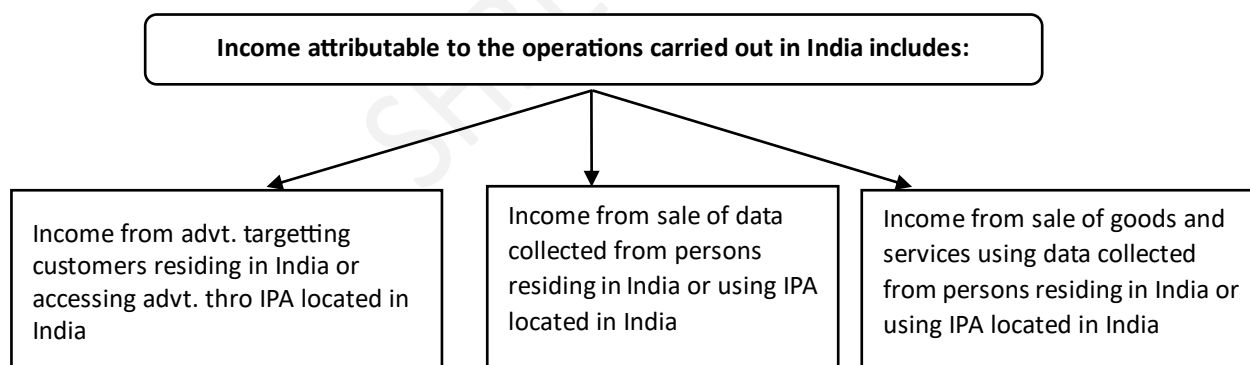 Income attributable to the operations carried out in India includes:
Income from advt. targetting
customers residing in India or
accessing advt. thro IPA located in
India
Income from sale of data
collected from persons
residing in India or using IPA
located in India
Income from sale of goods and
services using data collected
from persons residing in India or
using IPA located in India